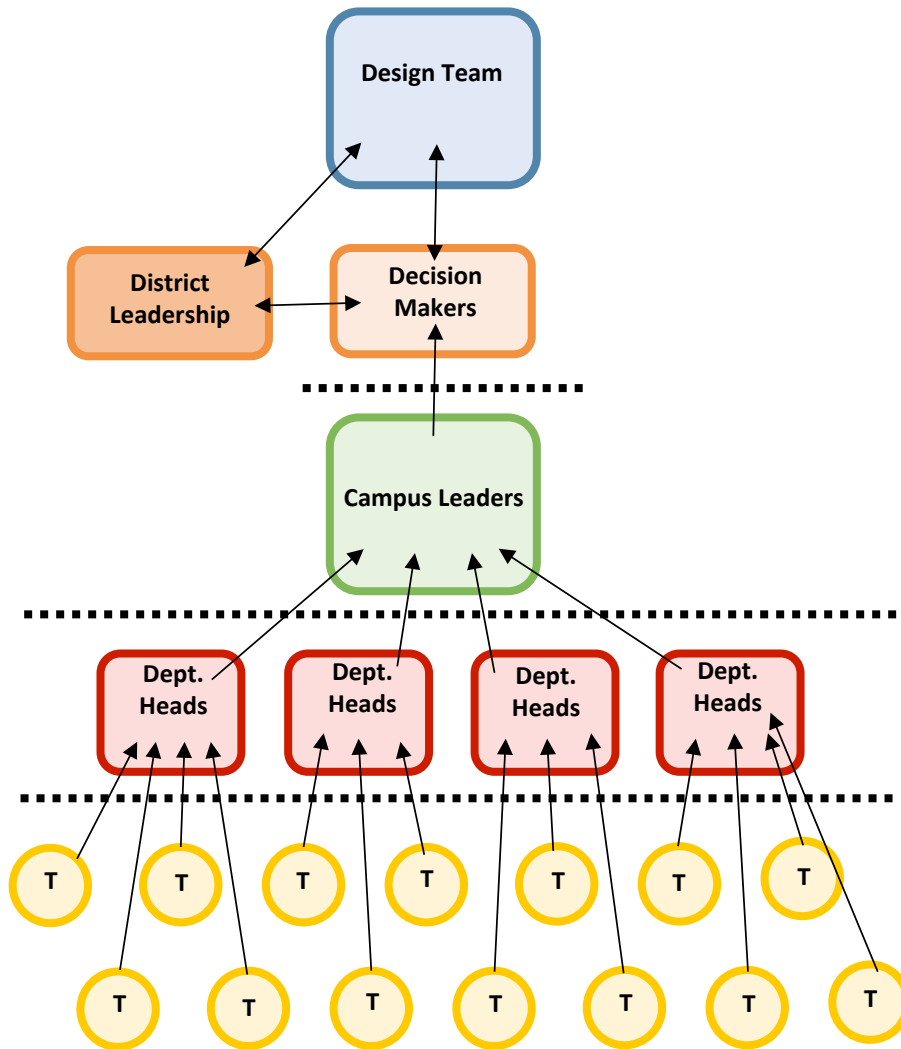 Design Team
District
Leadership
Decision
Makers
Campus Leaders
Dept.
Heads
Dept.
Heads
Dept.
Heads
Dept.
Heads
T
T
T
T
T
T
T
T
T
T
T
T
T
T